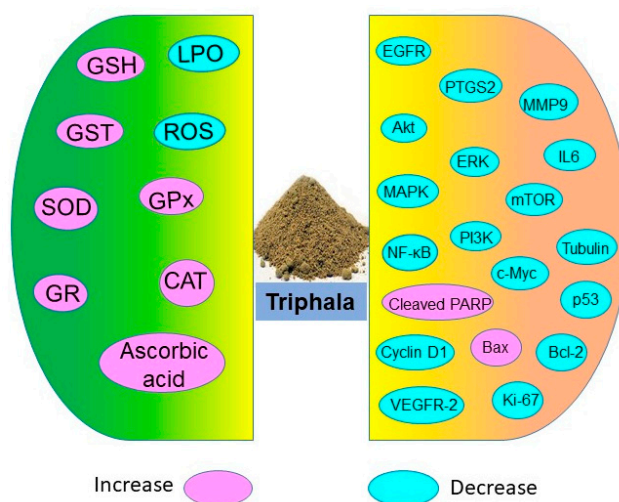 GSH
LPO
GST
ROS
SOD
GPx
GR
CAT
Ascorbic
acid
Triphala
EGFR
PTGS2
MMP9
Akt
ERK
IL6
MAPK
mTOR
NF-κB
PI3K
Tubulin
c-Myc
Cleaved PARP
p53
Cyclin D1
Bax
Bcl-2
VEGFR-2
Ki-67
Increase
Decrease